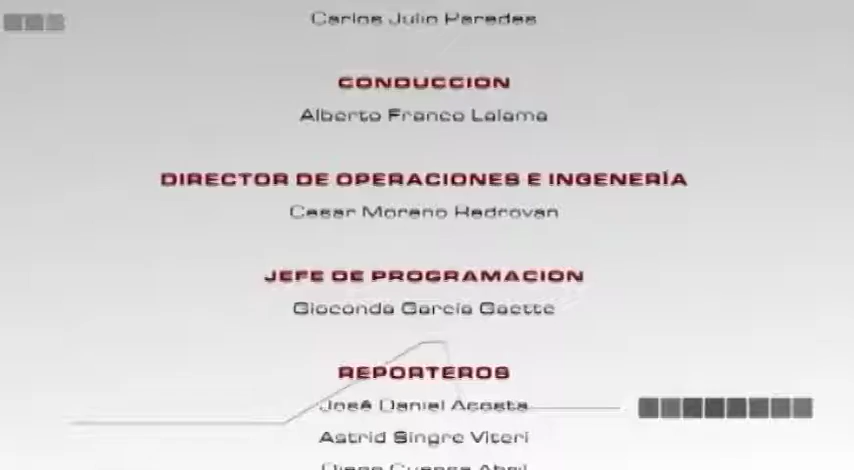 Carlos Julio Paredes
CONDUCCION
Alberto Franco Lalama
DIRECTOR DE OPERACIONES E INGENERÍA
Cesar Moreno Redrovan
JEFE DE PROGRAMACION
Gioconda García Gaette
REPORTEROS
José Daniel Acosta
Astrid Singre Viteri